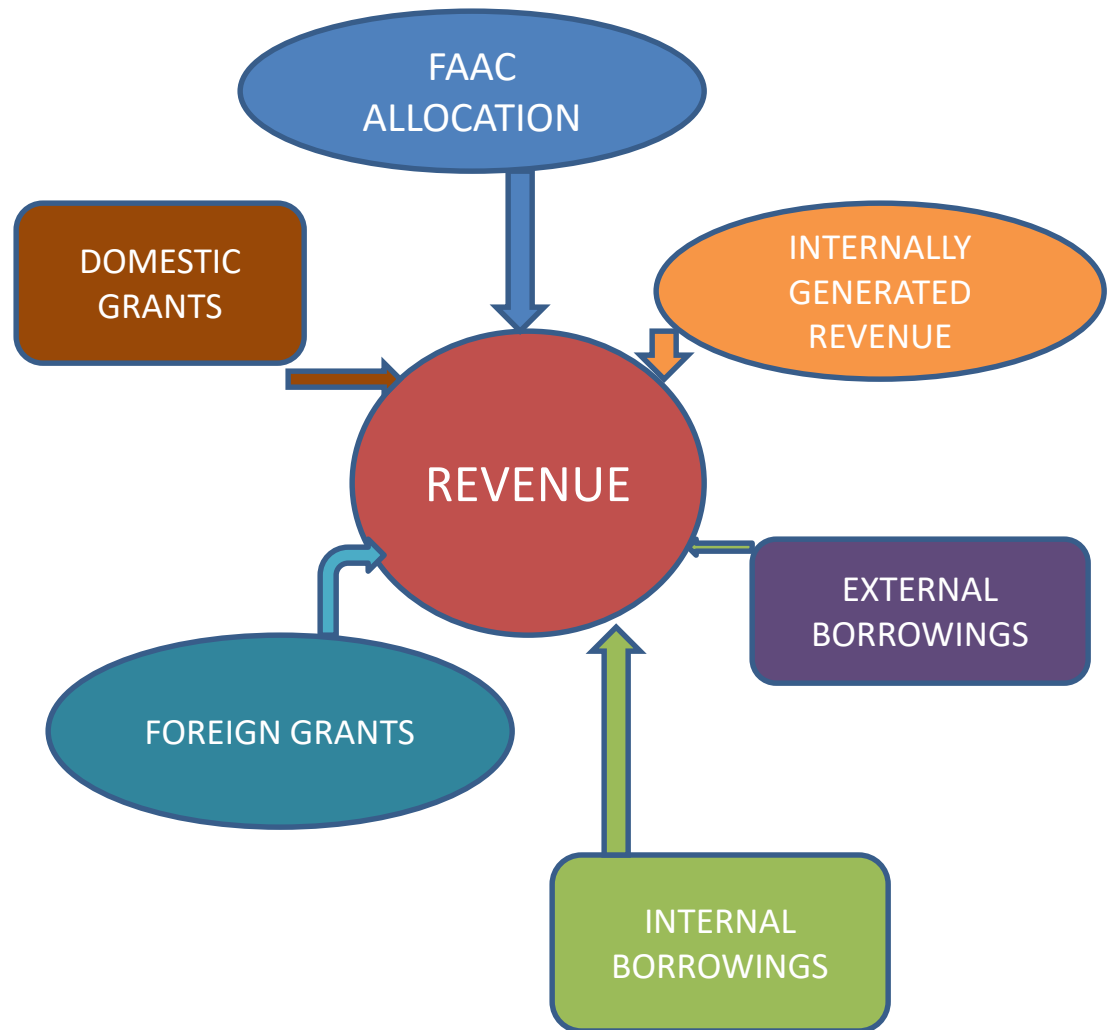 FAAC
ALLOCATION
DOMESTIC
GRANTS
INTERNALLY
GENERATED
REVENUE
REVENUE
EXTERNAL
BORROWINGS
FOREIGN GRANTS
INTERNAL
BORROWINGS